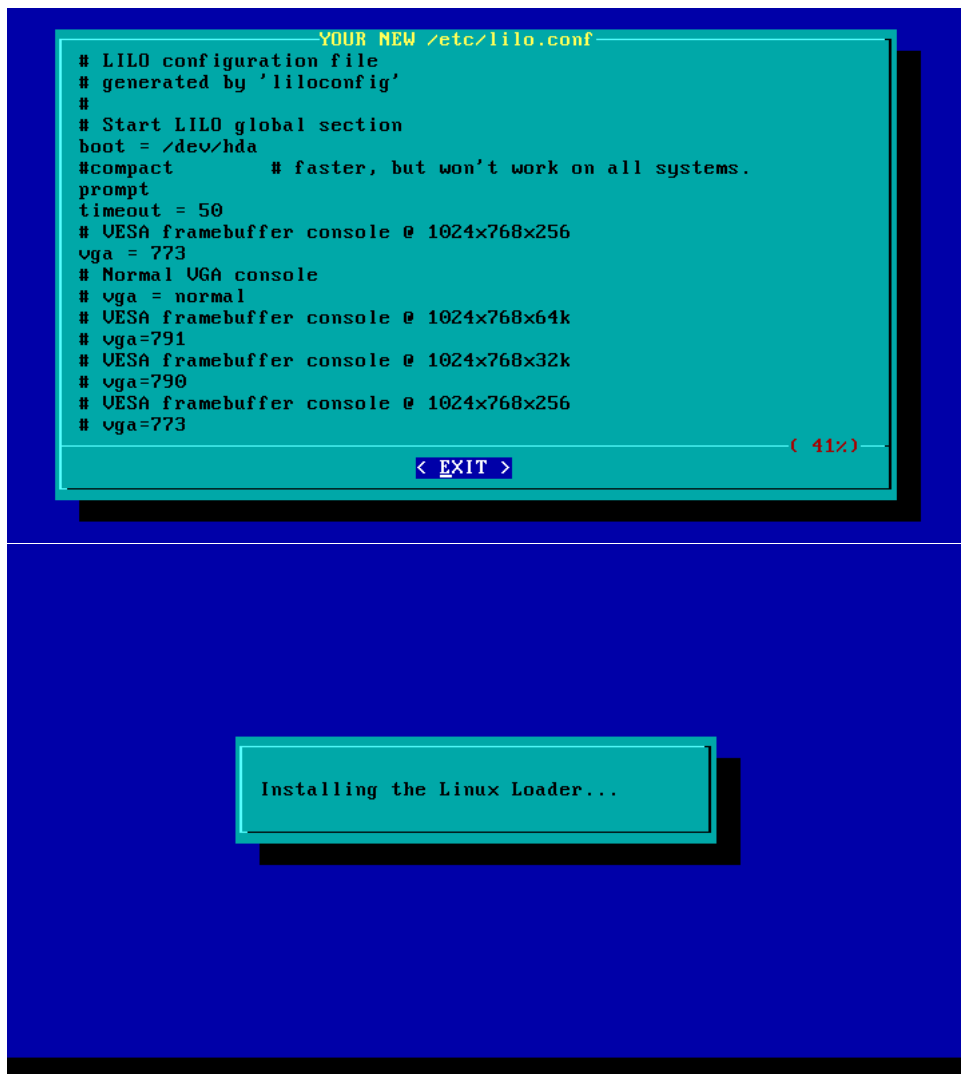 YOUR NEW /etc/lilo.conf
# LILO configuration file
# generated by 'liloconfig'
#
# Start LILO global section
boot = /dev/hda
#compact        # faster, but won't work on all systems.
prompt
timeout = 50
# VESA framebuffer console @ 1024x768x256
vga = 773
# Normal VGA console
# vga = normal
# VESA framebuffer console @ 1024x768x64k
# vga=791
# VESA framebuffer console @ 1024x768x32k
# vga=790
# VESA framebuffer console @ 1024x768x256
# vga=773
( 41%)
< EXIT >
Installing the Linux Loader...